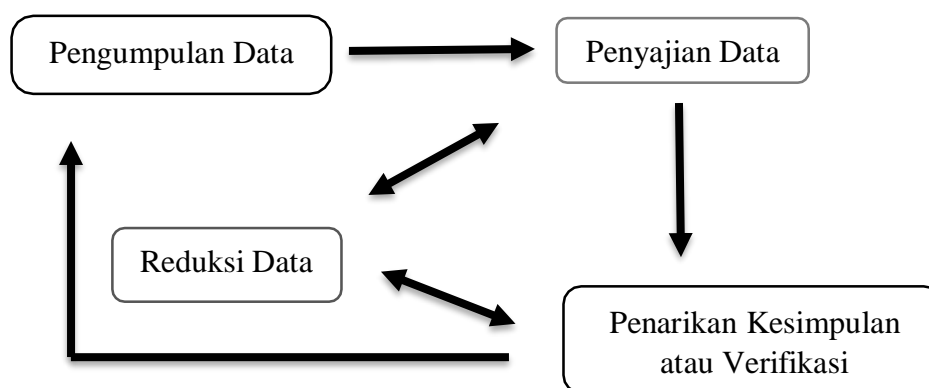 Pengumpulan Data
Penyajian Data
Reduksi Data
Penarikan Kesimpulan
atau Verifikasi